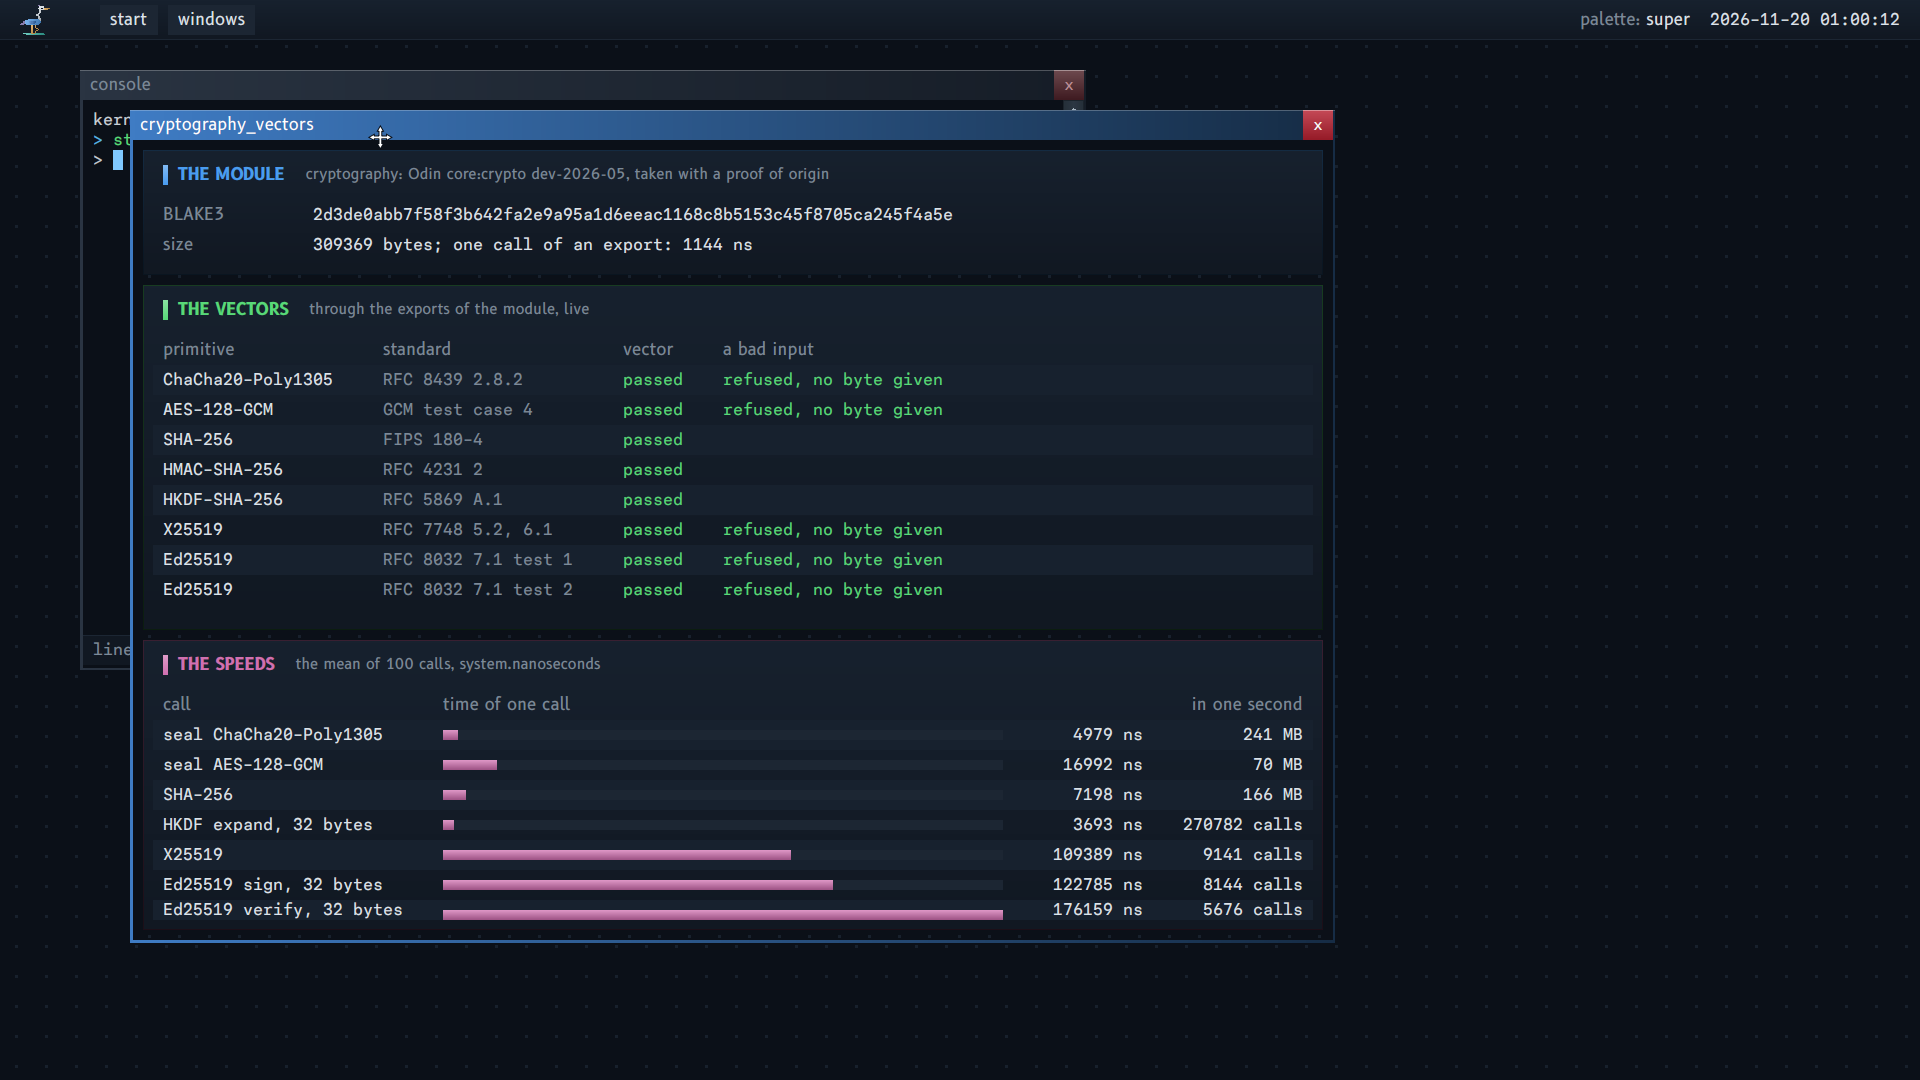 start windows palette: super 2026-11-20 01:00:12
console x
kern
> st
>
line
cryptography_vectors x
THE MODULE cryptography: Odin core:crypto dev-2026-05, taken with a proof of origin
BLAKE3 2d3de0abb7f58f3b642fa2e9a95a1d6eeac1168c8b5153c45f8705ca245f4a5e
size 309369 bytes; one call of an export: 1144 ns
THE VECTORS through the exports of the module, live
primitive standard vector a bad input
ChaCha20-Poly1305 RFC 8439 2.8.2 passed refused, no byte given
AES-128-GCM GCM test case 4 passed refused, no byte given
SHA-256 FIPS 180-4 passed
HMAC-SHA-256 RFC 4231 2 passed
HKDF-SHA-256 RFC 5869 A.1 passed
X25519 RFC 7748 5.2, 6.1 passed refused, no byte given
Ed25519 RFC 8032 7.1 test 1 passed refused, no byte given
Ed25519 RFC 8032 7.1 test 2 passed refused, no byte given
THE SPEEDS the mean of 100 calls, system.nanoseconds
call time of one call in one second
seal ChaCha20-Poly1305 4979 ns 241 MB
seal AES-128-GCM 16992 ns 70 MB
SHA-256 7198 ns 166 MB
HKDF expand, 32 bytes 3693 ns 270782 calls
X25519 109389 ns 9141 calls
Ed25519 sign, 32 bytes 122785 ns 8144 calls
Ed25519 verify, 32 bytes 176159 ns 5676 calls